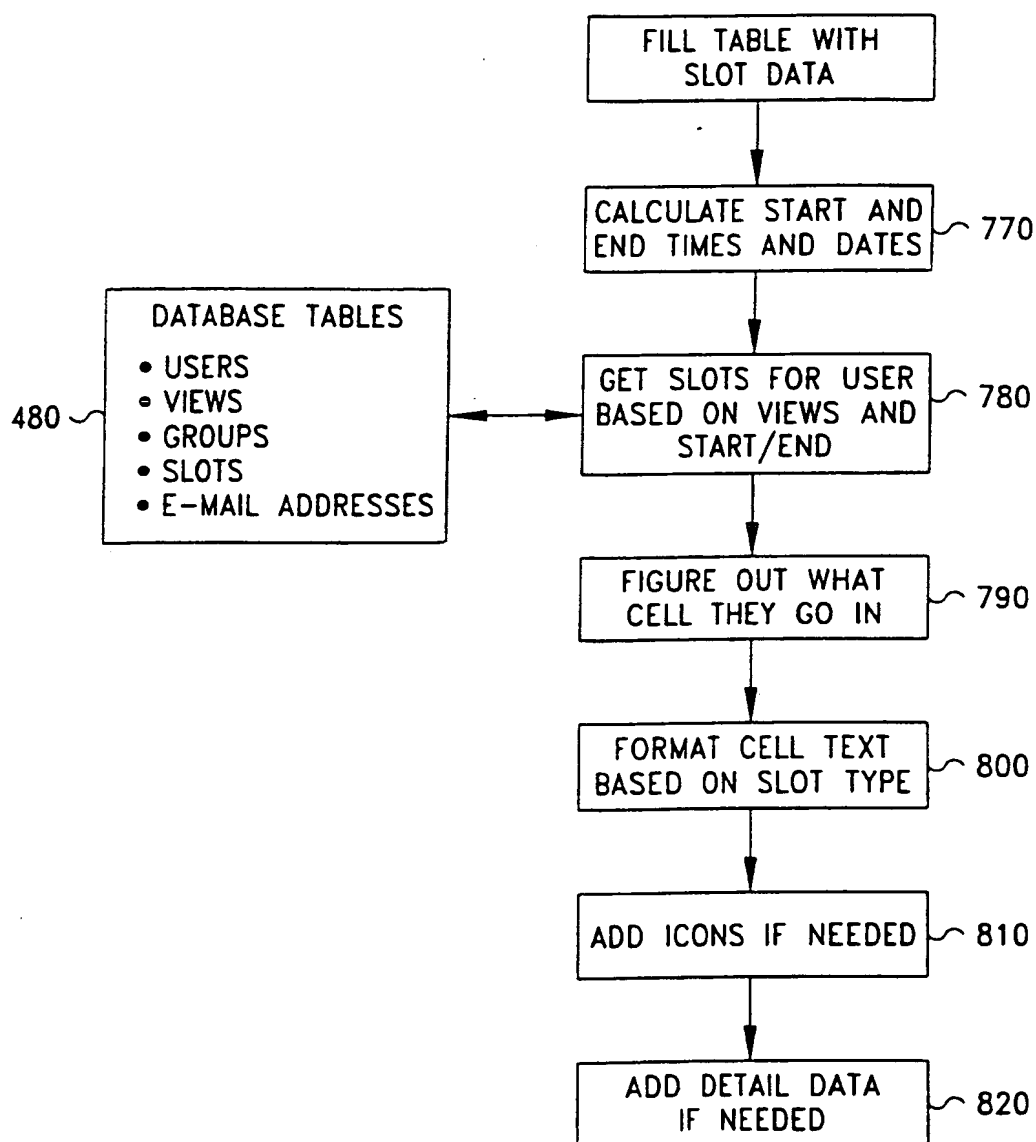 FILL TABLE WITH
SLOT DATA
CALCULATE START AND
END TIMES AND DATES
770
DATABASE TABLES
• USERS
• VIEWS
• GROUPS
• SLOTS
• E-MAIL ADDRESSES
480
GET SLOTS FOR USER
BASED ON VIEWS AND
START/END
780
FIGURE OUT WHAT
CELL THEY GO IN
790
FORMAT CELL TEXT
BASED ON SLOT TYPE
800
ADD ICONS IF NEEDED
810
ADD DETAIL DATA
IF NEEDED
820